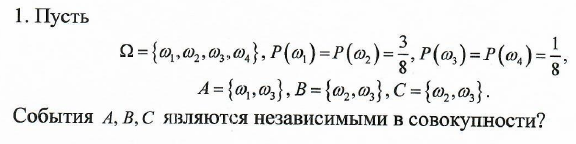 1. Пусть
Ω = {ω₁, ω₂, ω₃, ω₄}, P(ω₁) = P(ω₂) = 3/8, P(ω₃) = P(ω₄) = 1/8,
A = {ω₁, ω₃}, B = {ω₂, ω₃}, C = {ω₂, ω₃}.
События A, B, C являются независимыми в совокупности?